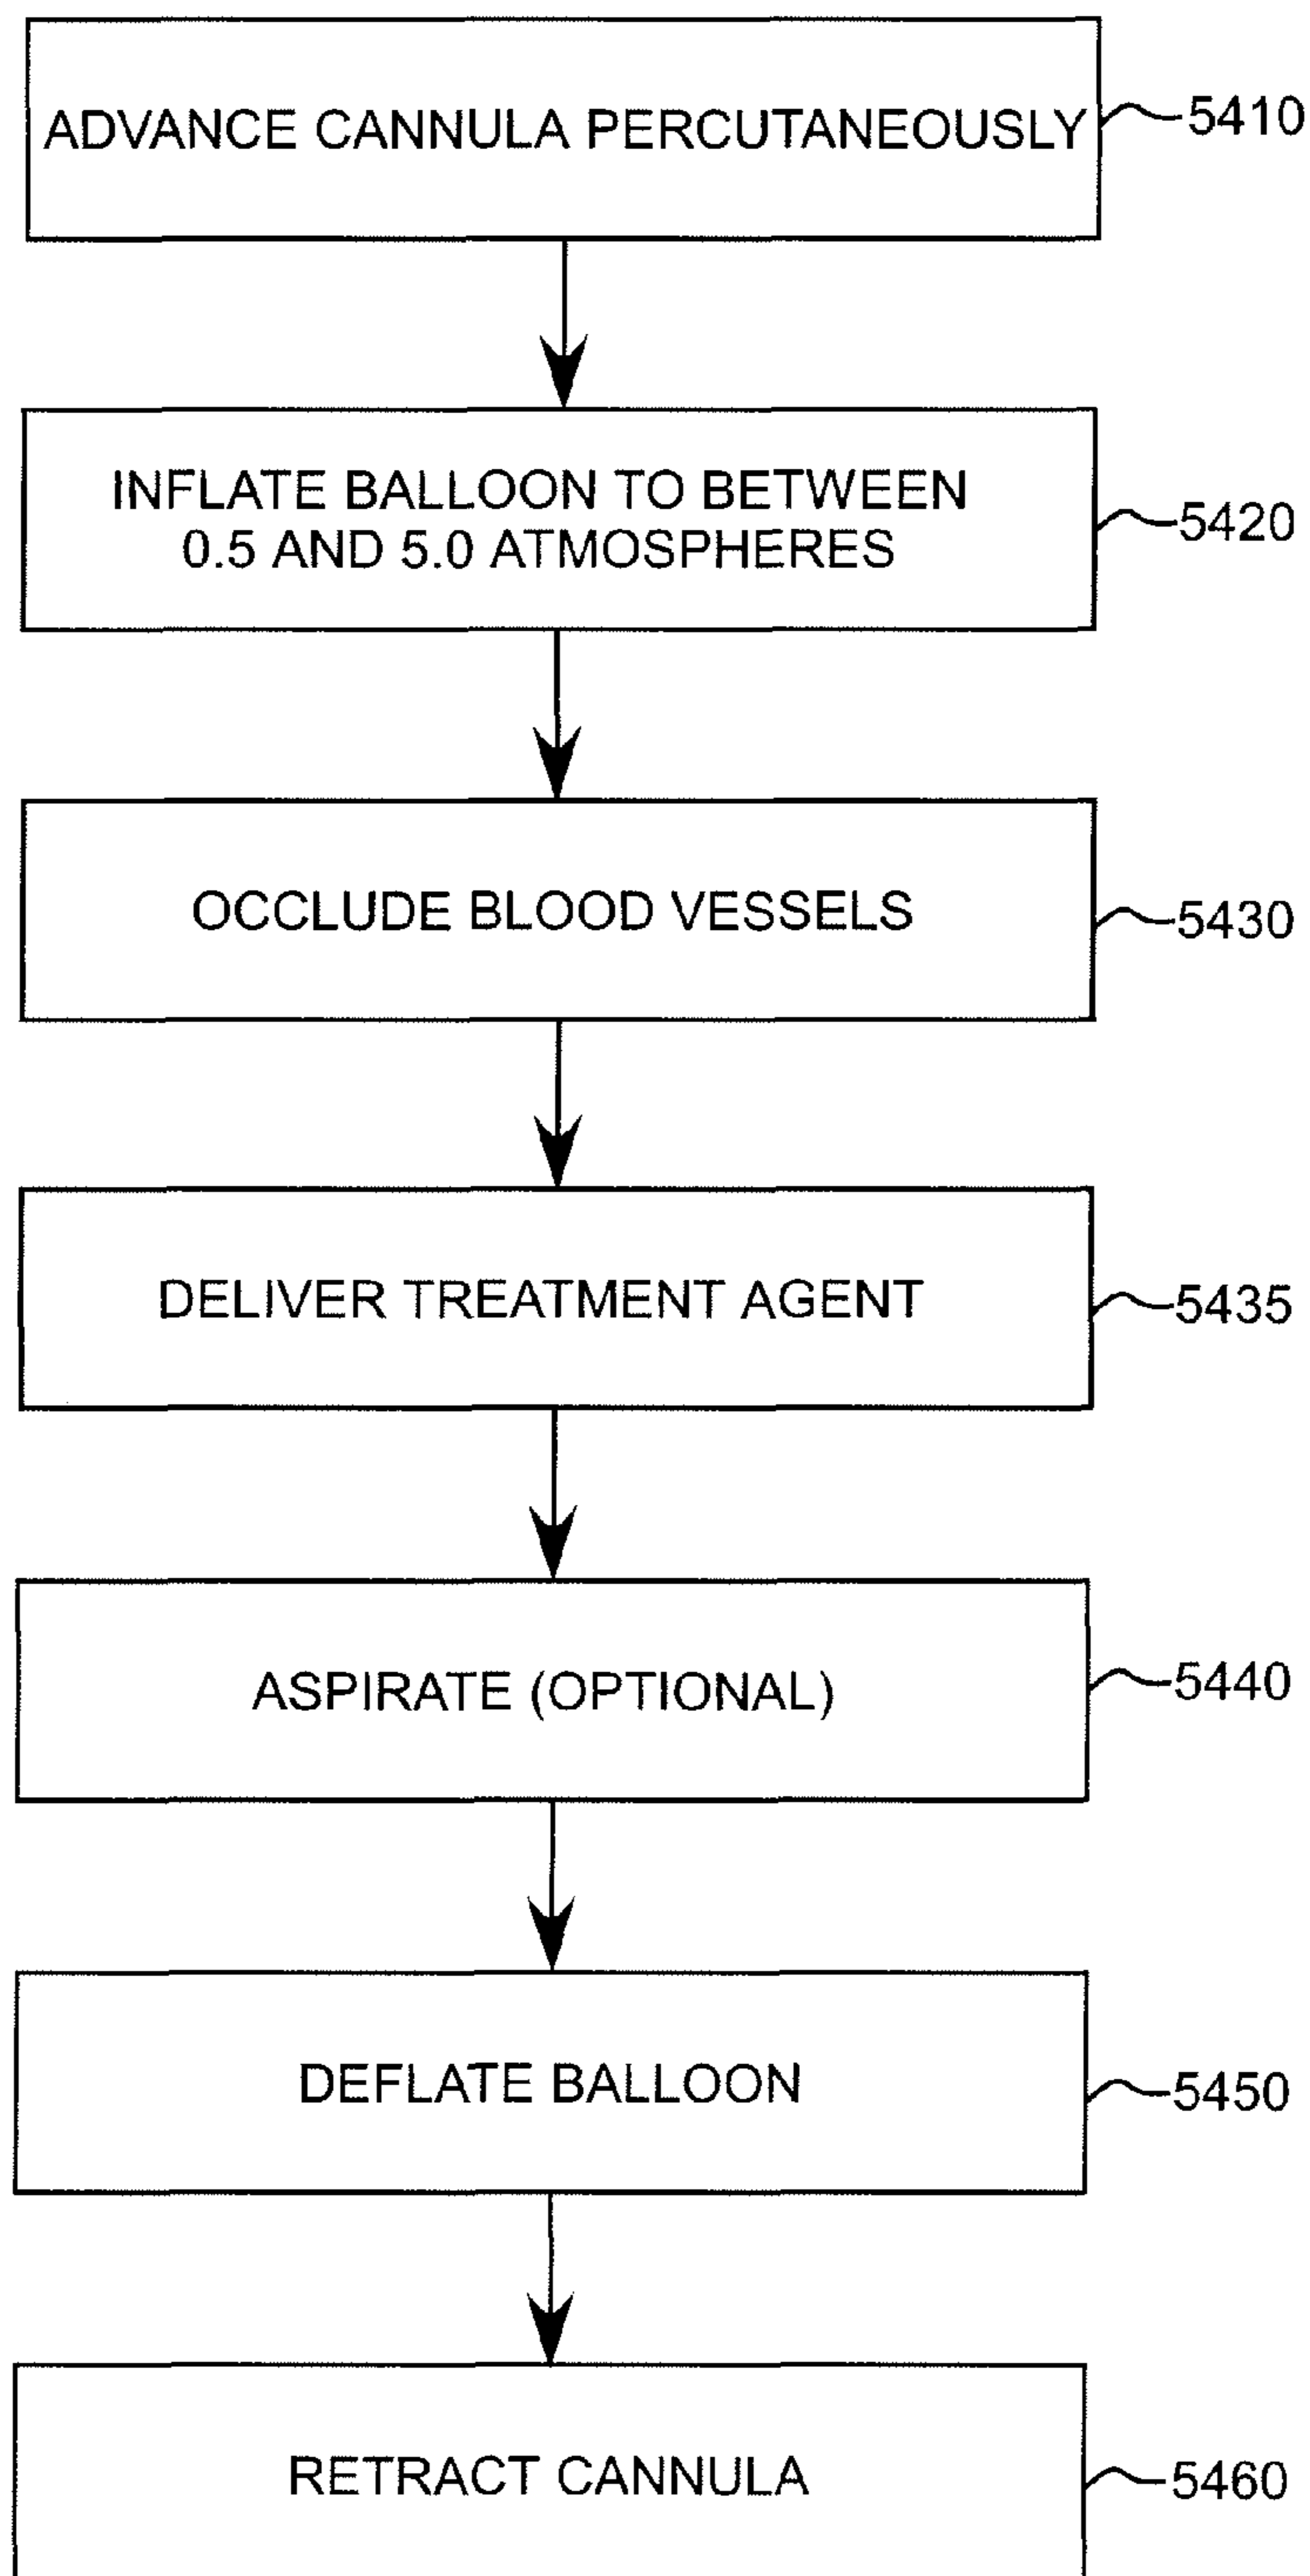 ADVANCE CANNULA PERCUTANEOUSLY
5410
INFLATE BALLOON TO BETWEEN
0.5 AND 5.0 ATMOSPHERES
5420
OCCLUDE BLOOD VESSELS
5430
DELIVER TREATMENT AGENT
5435
ASPIRATE (OPTIONAL)
5440
DEFLATE BALLOON
5450
RETRACT CANNULA
5460